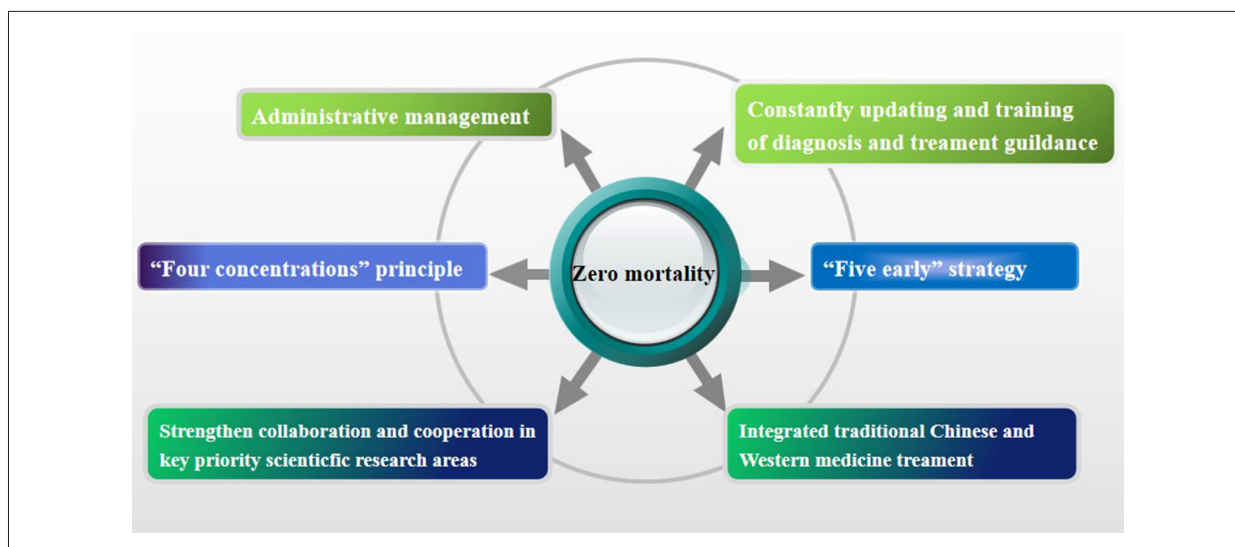 Administrative management
Constantly updating and training
of diagnosis and treament guildance
“Four concentrations” principle
Zero mortality
“Five early” strategy
Strengthen collaboration and cooperation in
key priority scienticfic research areas
Integrated traditional Chinese and
Western medicine treament